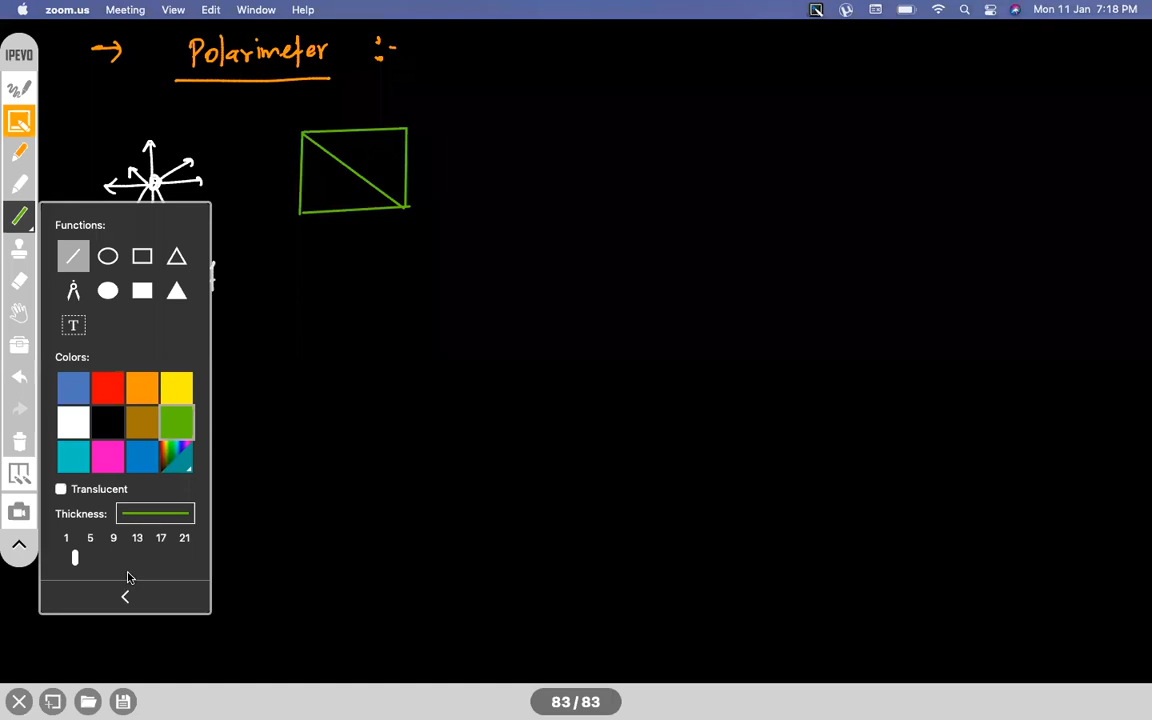 zoom.us Meeting View Edit Window Help Mon 11 Jan 7:18 PM
→ Polarimeter :-
IPEVO
Functions:
T
Colors:
Translucent
Thickness:
1 5 9 13 17 21
83/83